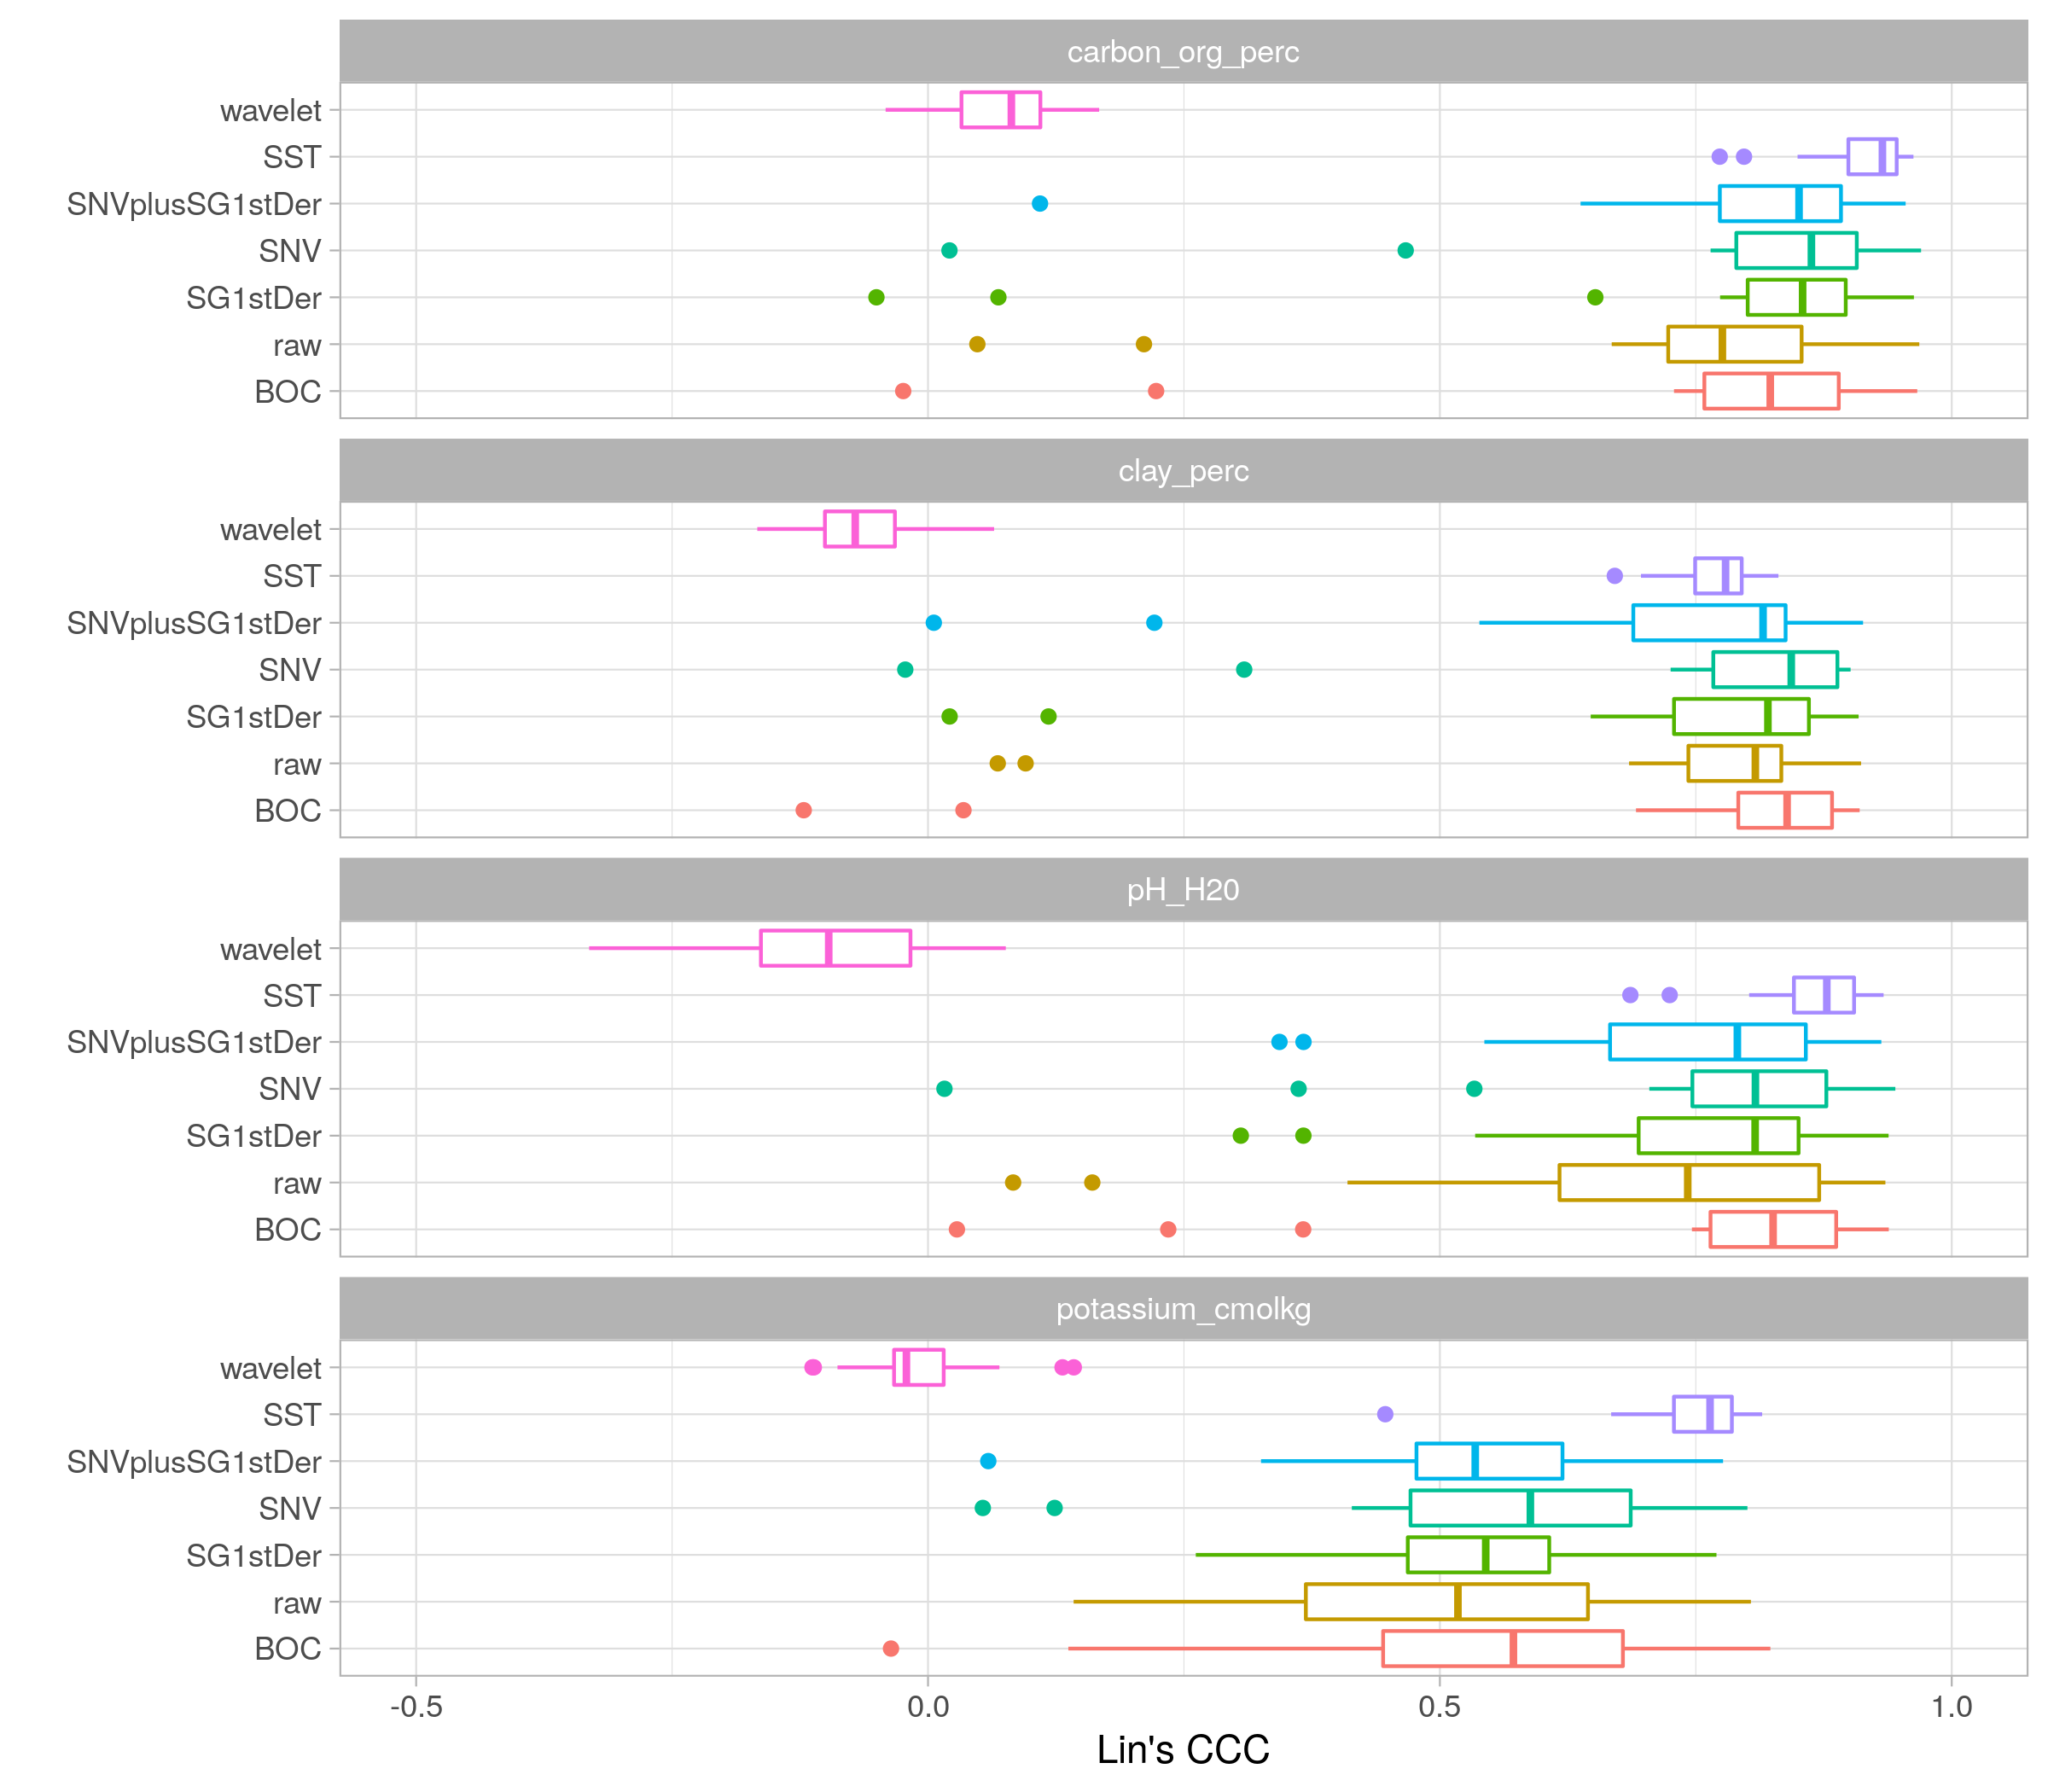 carbon_org_perc
wavelet
SST
SNVplusSG1stDer
SNV
SG1stDer
raw
BOC
clay_perc
wavelet
SST
SNVplusSG1stDer
SNV
SG1stDer
raw
BOC
pH_H20
wavelet
SST
SNVplusSG1stDer
SNV
SG1stDer
raw
BOC
potassium_cmolkg
wavelet
SST
SNVplusSG1stDer
SNV
SG1stDer
raw
BOC
-0.5 0.0 0.5 1.0
Lin's CCC